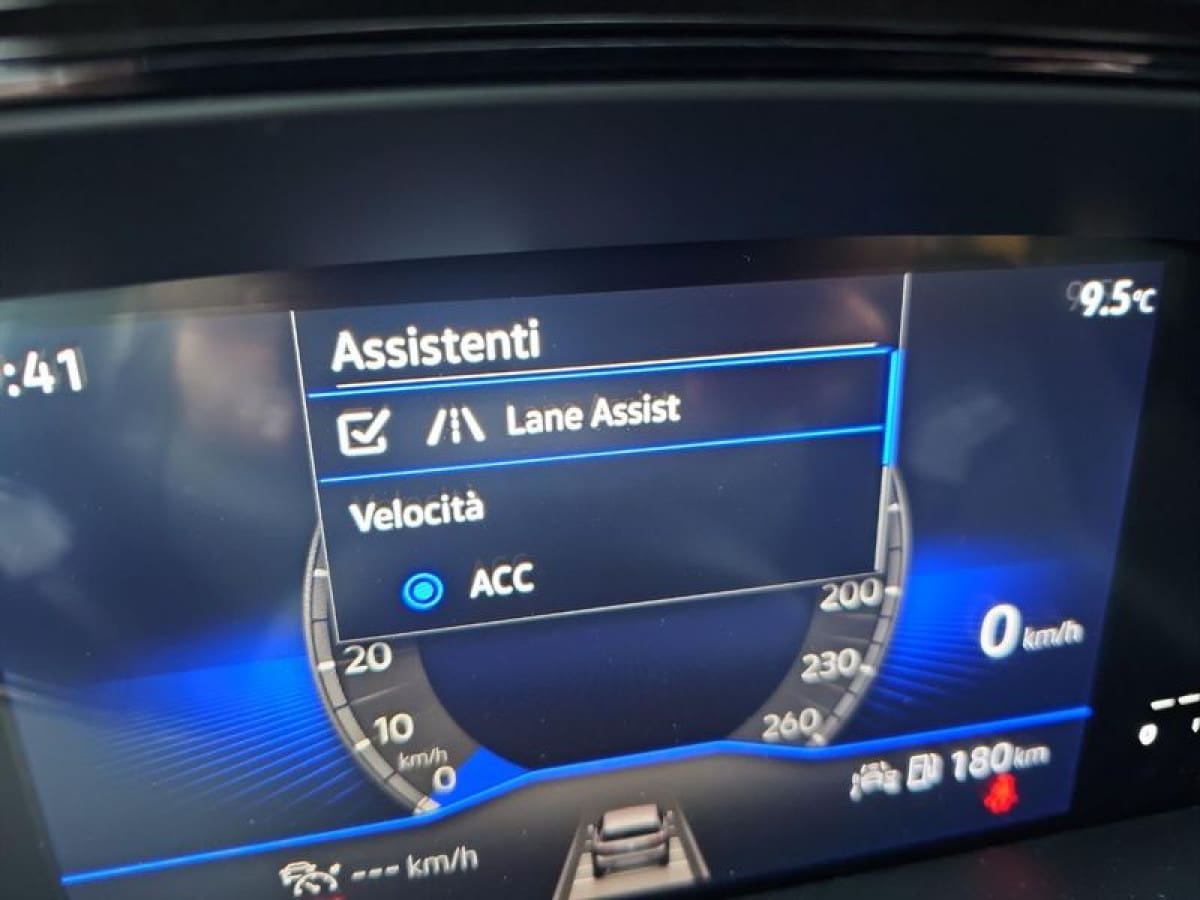 9.5°C
:41
Assistenti
Lane Assist
Velocità
ACC
200
20
230
0 km/h
10
260
km/h
0
180 km
--- km/h